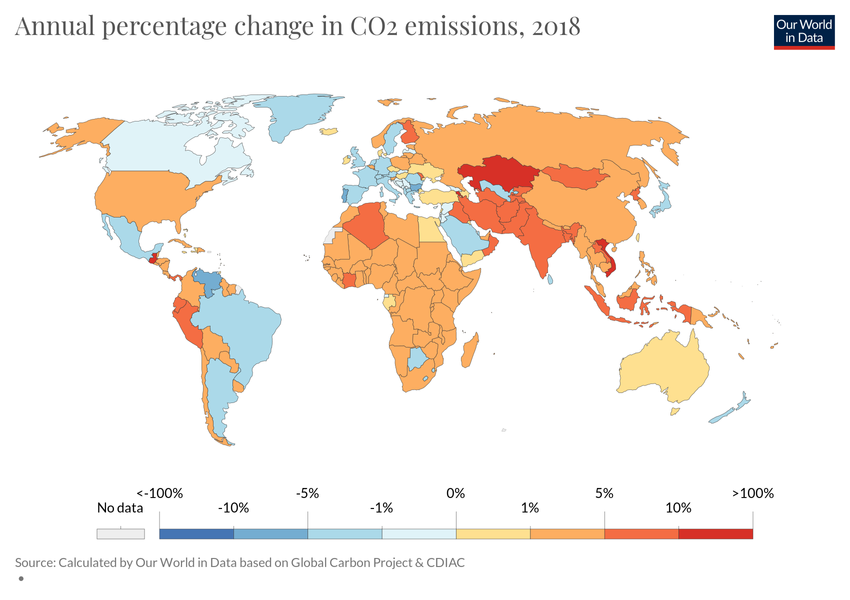 Annual percentage change in CO2 emissions, 2018
Our World
in Data
No data
<-100%
-10%
-5%
-1%
0%
1%
5%
10%
>100%
Source: Calculated by Our World in Data based on Global Carbon Project & CDIAC
•